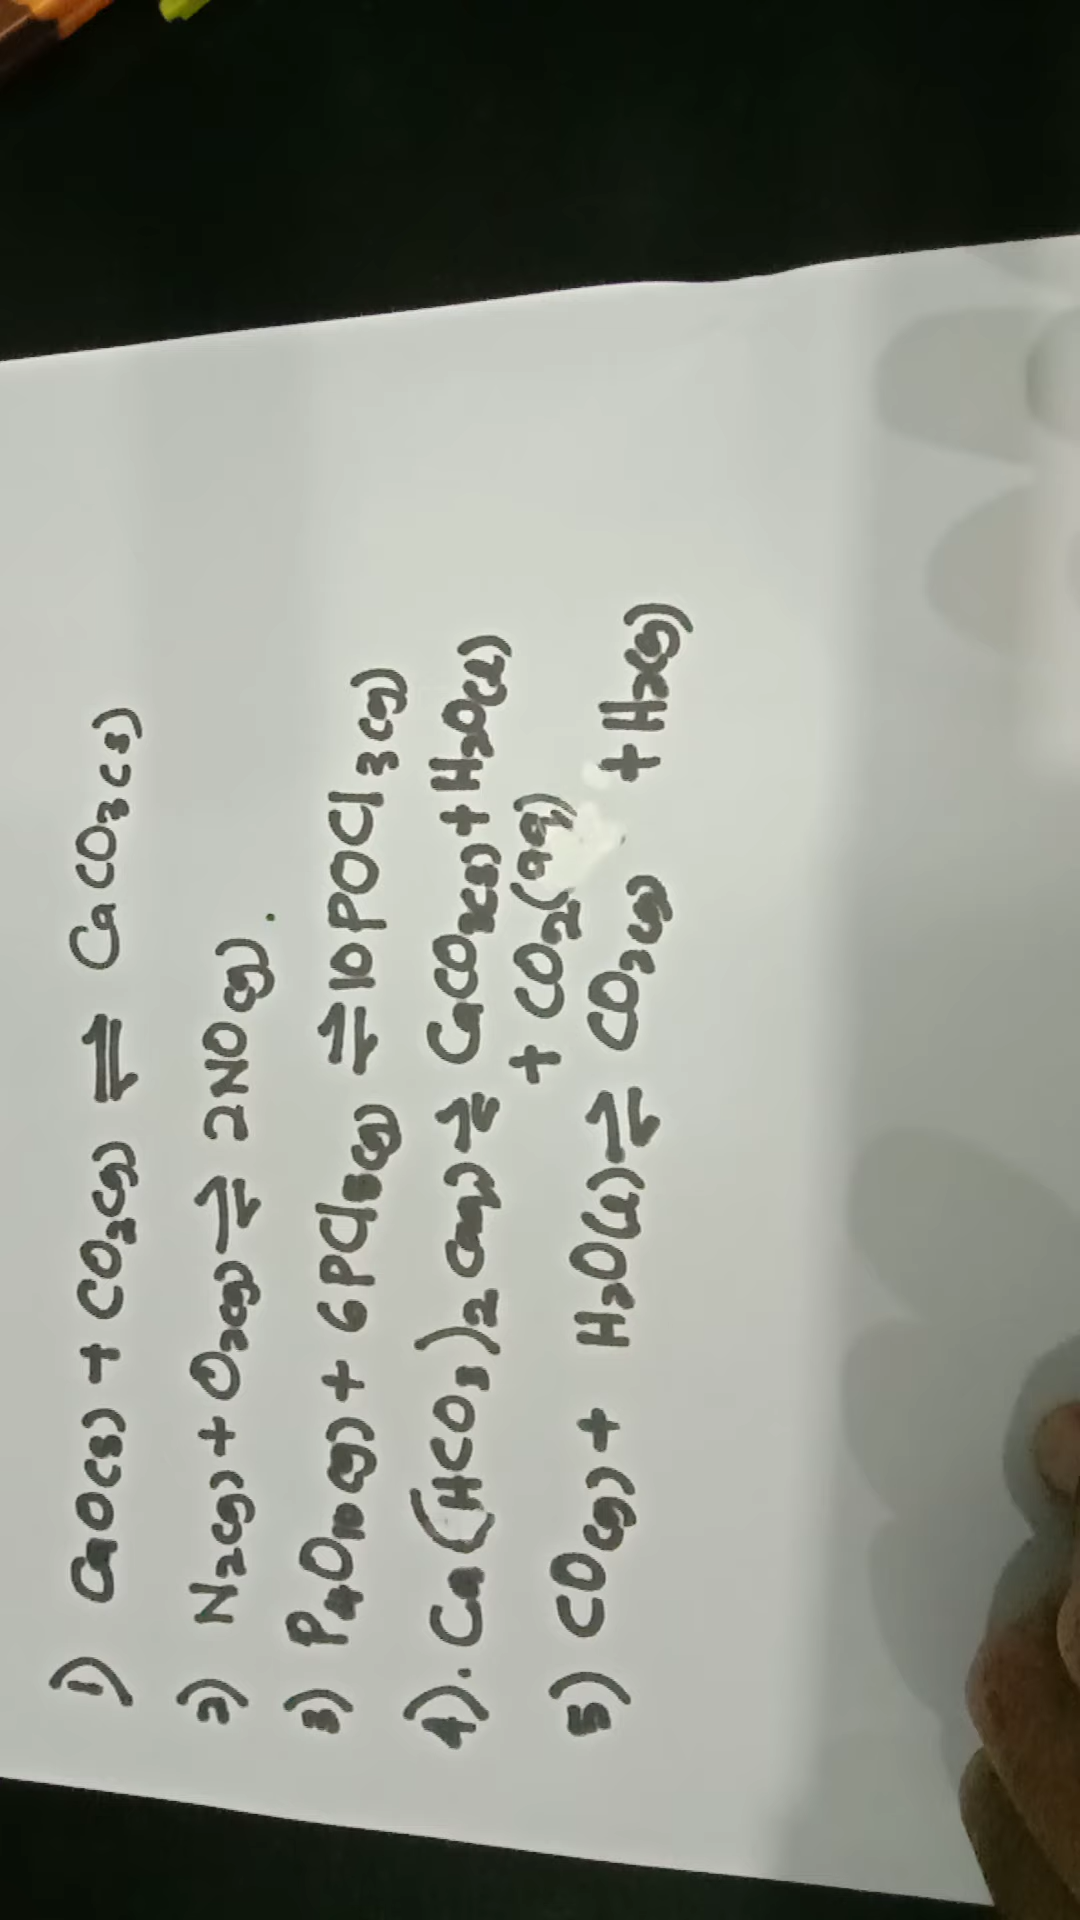 1) CaO(s) + CO₂(g) ⇌ CaCO₃(s)
2) N₂(g) + O₂(g) ⇌ 2NO(g).
3) P₄O₁₀(g) + 6PCl₅(g) ⇌ 10POCl₃(g)
4). Ca(HCO₃)₂(aq) ⇌ CaCO₃(s) + H₂O(l)
+ CO₂(aq)
5) CO(g) + H₂O(l) ⇌ CO₂(g) + H₂(g)